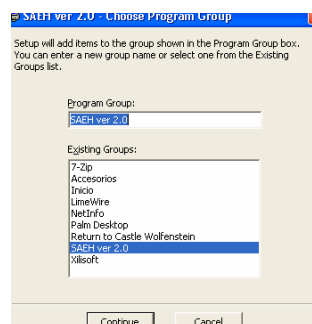 SAEH ver 2.0 - Choose Program Group
Setup will add items to the group shown in the Program Group box.
You can enter a new group name or select one from the Existing
Groups list.
Program Group:
SAEH ver 2.0
Existing Groups:
7-Zip
Accesorios
Inicio
LimeWire
NetInfo
Palm Desktop
Return to Castle Wolfenstein
SAEH ver 2.0
Xilisoft
Continue
Cancel